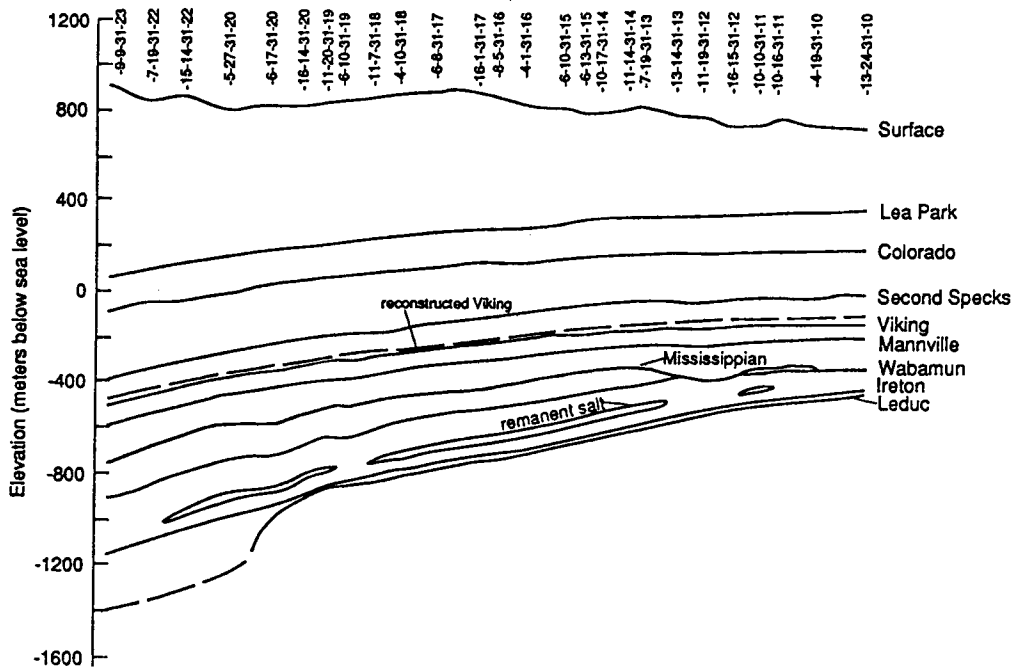 1200
800
400
0
-400
-800
-1200
-1600
Elevation (meters below sea level)
-9-9-31-23
-7-19-31-22
-15-14-31-22
-5-27-31-20
-6-17-31-20
-16-14-31-20
-11-20-31-19
-6-10-31-19
-11-7-31-18
-4-10-31-18
-6-8-31-17
-16-1-31-17
-8-5-31-16
-4-1-31-16
-6-10-31-15
-6-13-31-15
-10-17-31-14
-11-14-31-14
-7-19-31-13
-13-14-31-13
-11-19-31-12
-16-15-31-12
-10-10-31-11
-10-16-31-11
-4-19-31-10
-13-24-31-10
Surface
Lea Park
Colorado
reconstructed Viking
Second Specks
Viking
Mannville
Mississippian
Wabamun
Ireton
Leduc
remanent salt